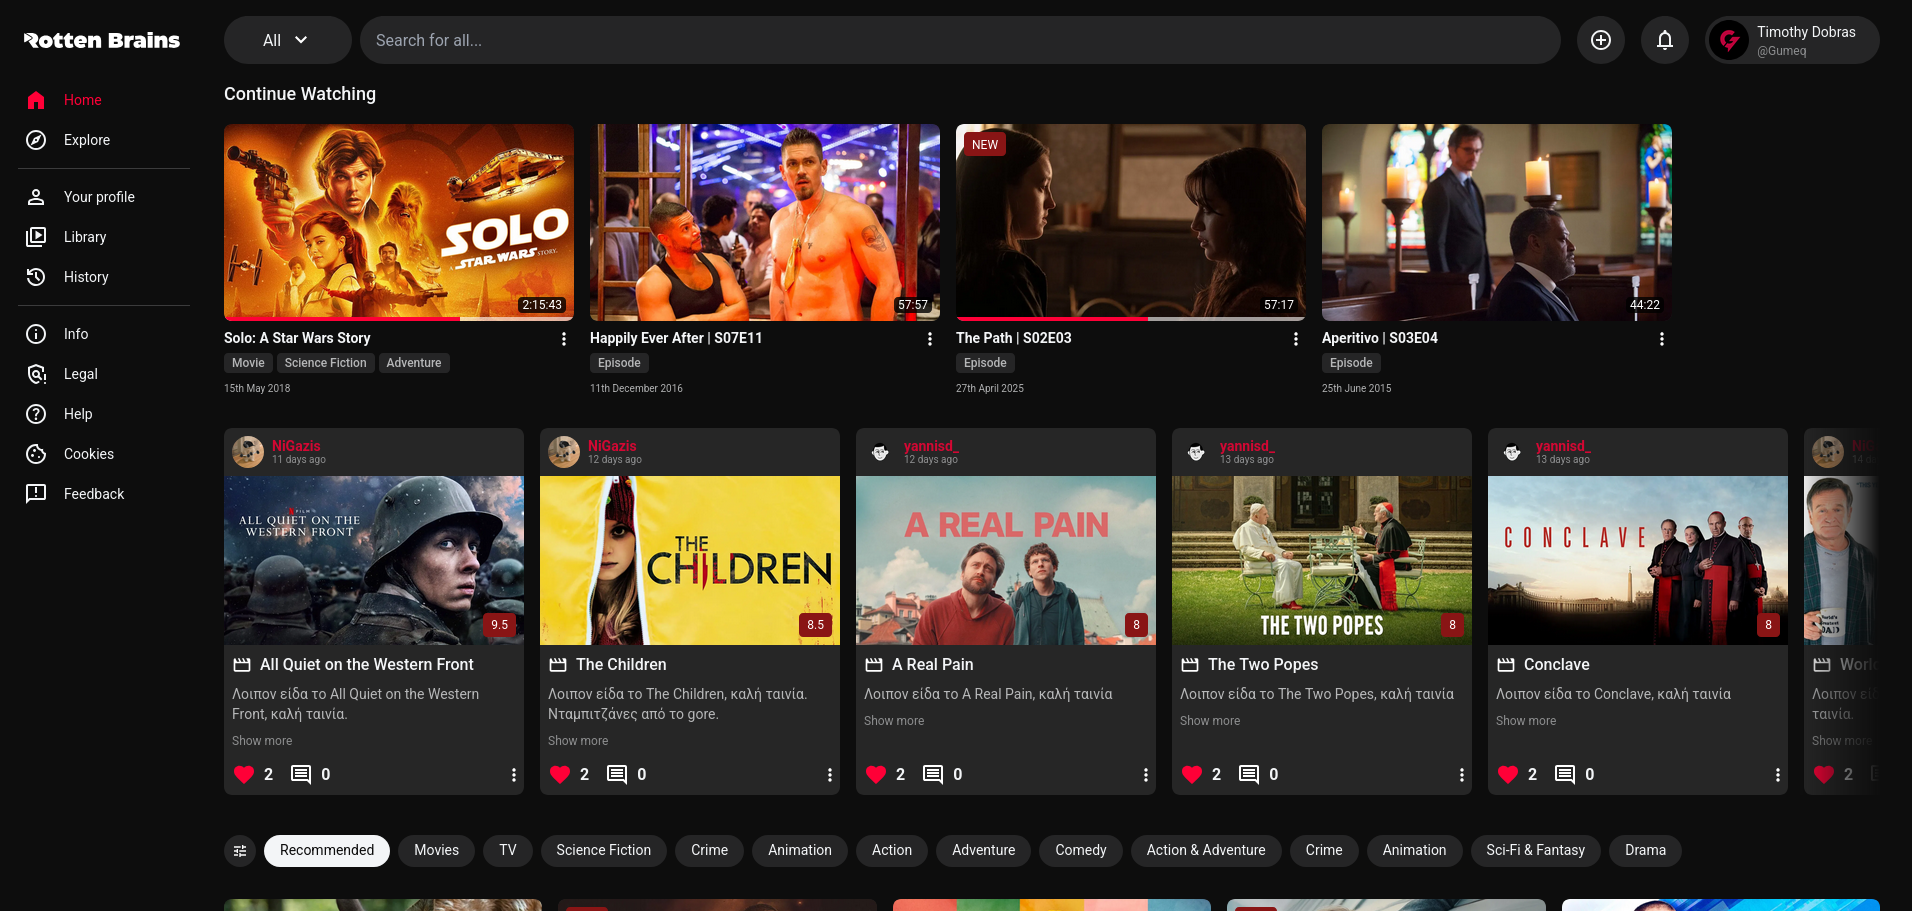 Rotten Brains
All
Search for all...
Timothy Dobras
@Gumeq
Home
Explore
Your profile
Library
History
Info
Legal
Help
Cookies
Feedback
Continue Watching
SOLO
A STAR WARS STORY
2:15:43
Solo: A Star Wars Story
Movie Science Fiction Adventure
15th May 2018
57:57
Happily Ever After | S07E11
Episode
11th December 2016
NEW
57:17
The Path | S02E03
Episode
27th April 2025
44:22
Aperitivo | S03E04
Episode
25th June 2015
NiGazis
11 days ago
ALL QUIET ON THE
WESTERN FRONT
9.5
All Quiet on the Western Front
Λοιπον είδα το All Quiet on the Western
Front, καλή ταινία.
Show more
2 0
NiGazis
12 days ago
THE
CHILDREN
8.5
The Children
Λοιπον είδα το The Children, καλή ταινία.
Νταμπιτζάνες από το gore.
Show more
2 0
yannisd_
12 days ago
A REAL PAIN
8
A Real Pain
Λοιπον είδα το A Real Pain, καλή ταινία
Show more
2 0
yannisd_
13 days ago
THE TWO POPES
8
The Two Popes
Λοιπον είδα το The Two Popes, καλή ταινία
Show more
2 0
yannisd_
13 days ago
CONCLAVE
8
Conclave
Λοιπον είδα το Conclave, καλή ταινία
Show more
2 0
14
Λοιπον
ταινία.
Show more
2
Recommended Movies TV Science Fiction Crime Animation Action Adventure Comedy Action & Adventure Crime Animation Sci-Fi & Fantasy Drama